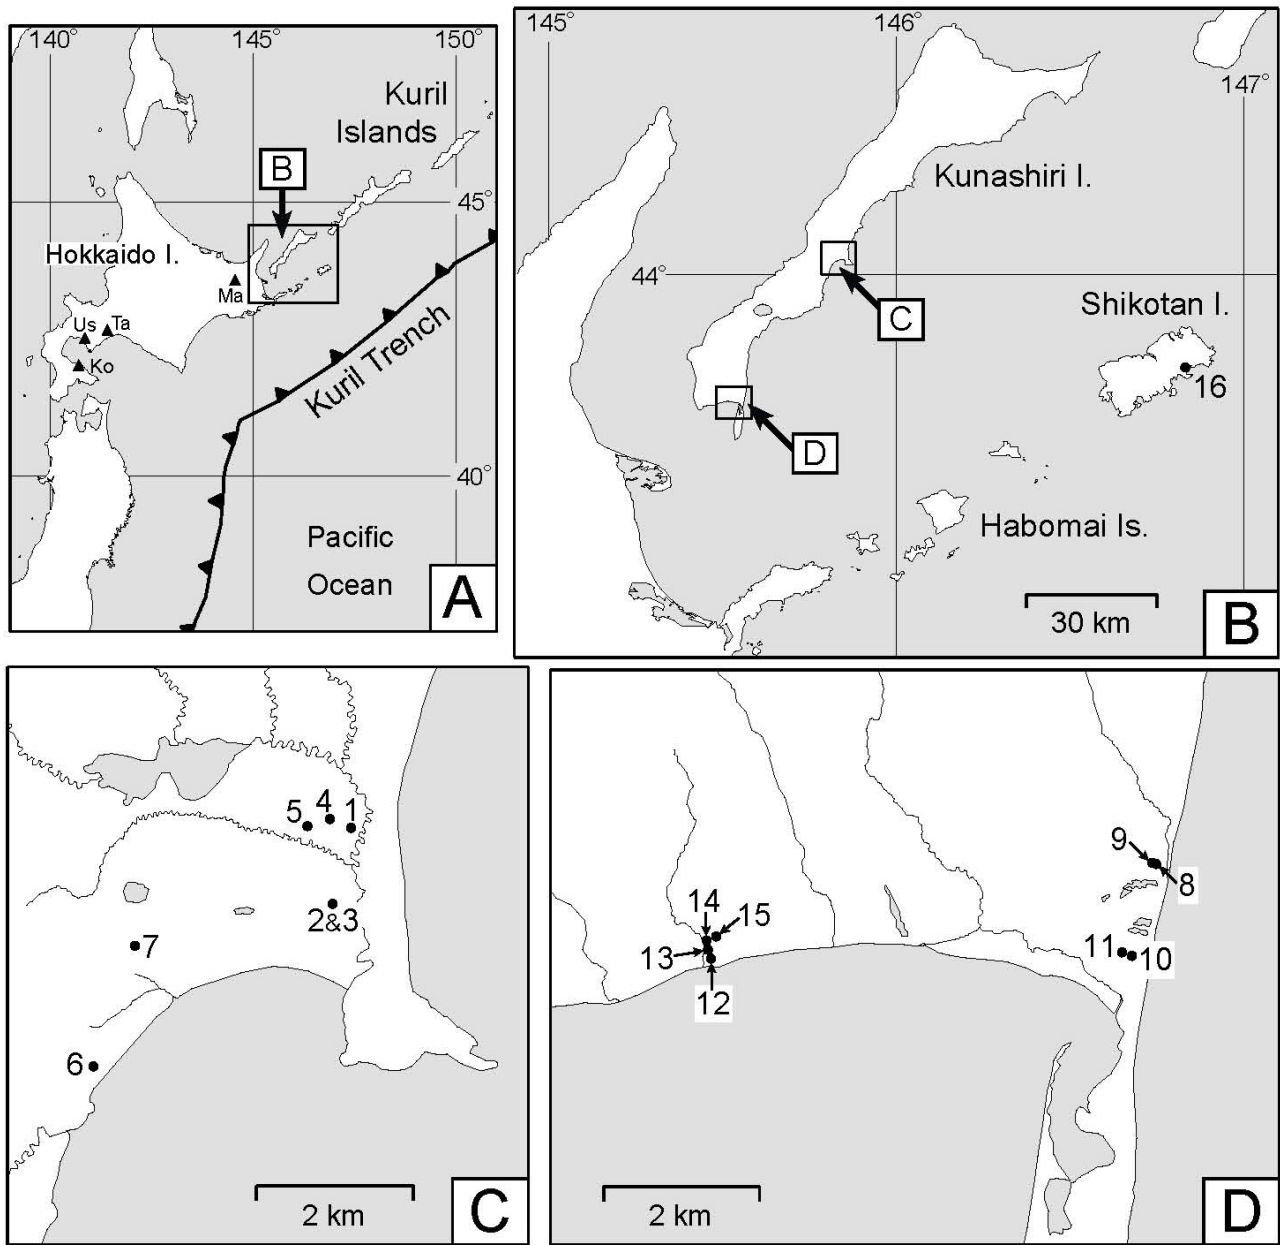 140°
145°
150°
Kuril
Islands
B
45°
Hokkaido I.
Ma
Us
Ta
Ko
Kuril Trench
40°
Pacific
Ocean
A
145°
146°
147°
Kunashiri I.
44°
C
Shikotan I.
16
D
Habomai Is.
30 km
B
5
4
1
2&3
7
6
2 km
C
9
8
14
15
13
12
11
10
2 km
D